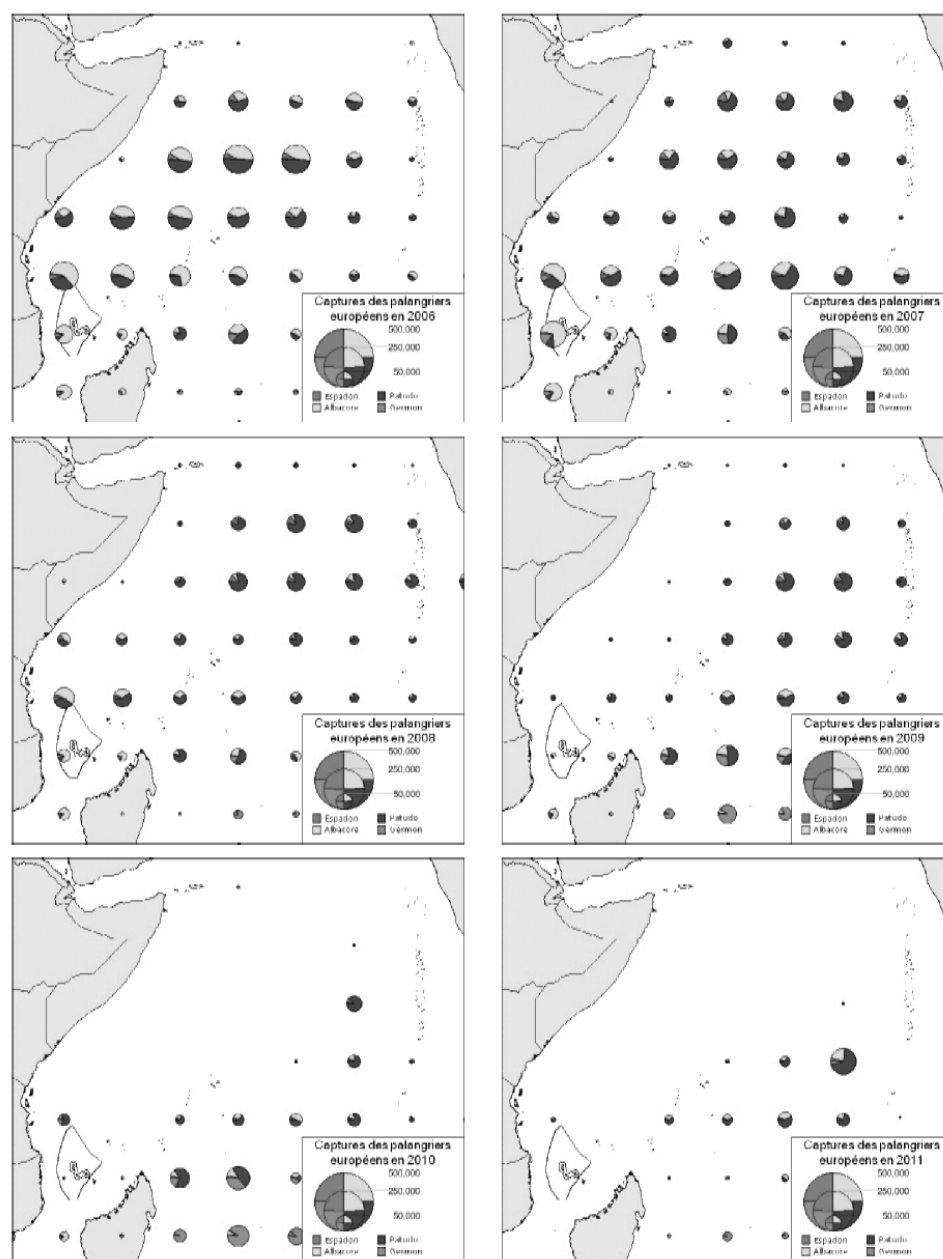 Captures des palangriers
européens en 2006
500,000
250,000
50,000
Espadon Patudo
Albacore Germon
Captures des palangriers
européens en 2007
500,000
250,000
50,000
Espadon Patudo
Albacore Germon
Captures des palangriers
européens en 2008
500,000
250,000
50,000
Espadon Patudo
Albacore Germon
Captures des palangriers
européens en 2009
500,000
250,000
50,000
Espadon Patudo
Albacore Germon
Captures des palangriers
européens en 2010
500,000
250,000
50,000
Espadon Patudo
Albacore Germon
Captures des palangriers
européens en 2011
500,000
250,000
50,000
Espadon Patudo
Albacore Germon